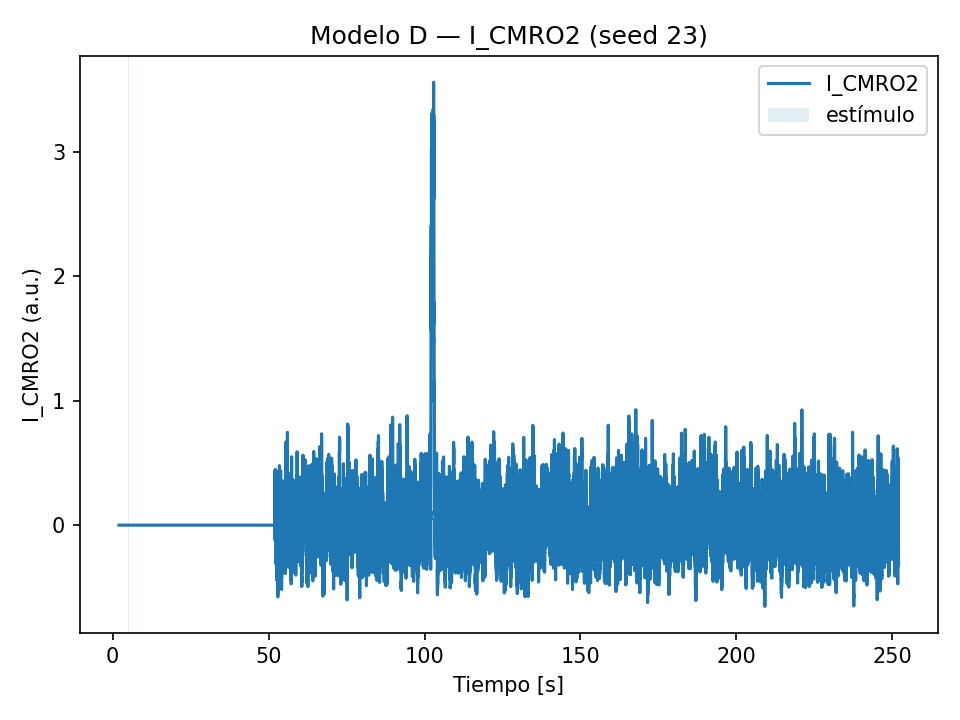 Modelo D — I_CMRO2 (seed 23)
I_CMRO2
estímulo
I_CMRO2 (a.u.)
3
2
1
0
0 50 100 150 200 250
Tiempo [s]